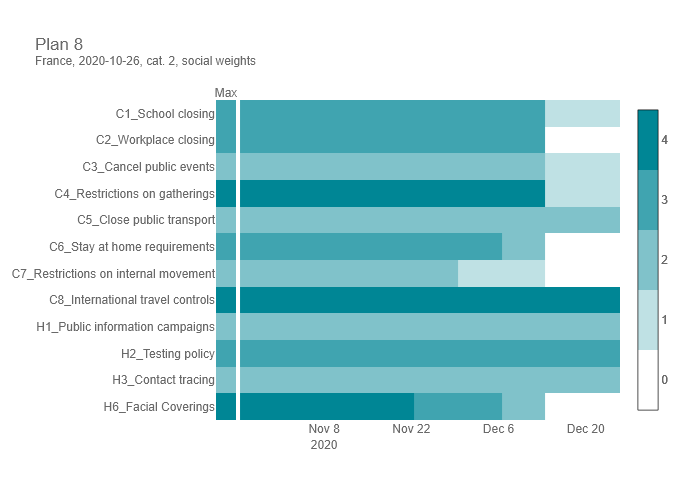 Plan 8
France, 2020-10-26, cat. 2, social weights
Max
C1_School closing
C2_Workplace closing
C3_Cancel public events
C4_Restrictions on gatherings
C5_Close public transport
C6_Stay at home requirements
C7_Restrictions on internal movement
C8_International travel controls
H1_Public information campaigns
H2_Testing policy
H3_Contact tracing
H6_Facial Coverings
Nov 8
2020
Nov 22
Dec 6
Dec 20
4
3
2
1
0